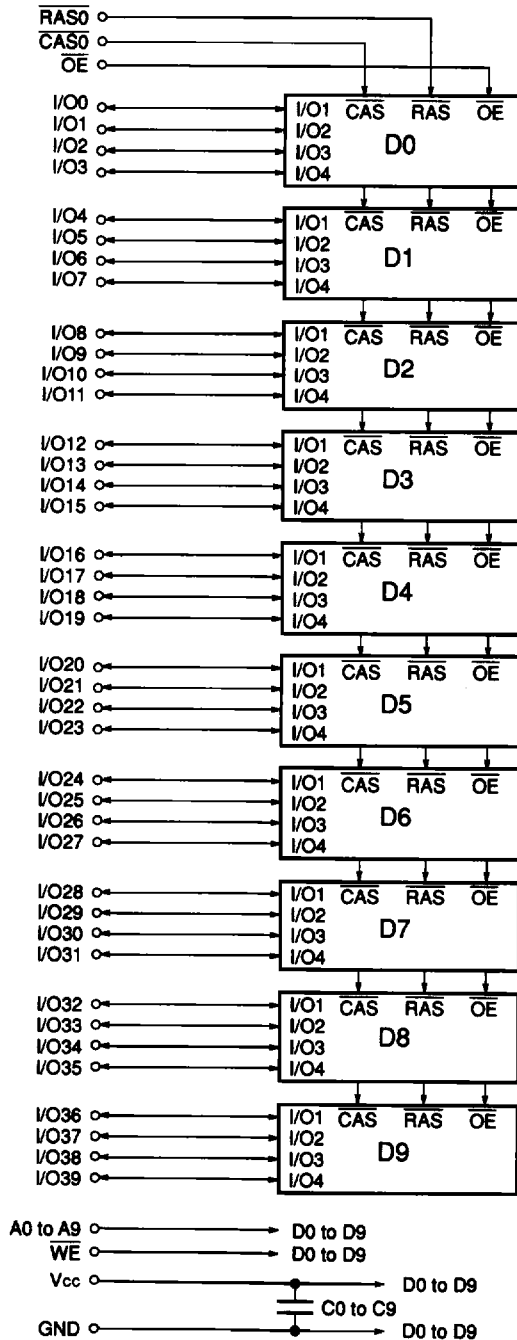 RAS0
CAS0
OE
I/O0 I/O1 CAS RAS OE
I/O1 I/O2
I/O2 I/O3 D0
I/O3 I/O4
I/O4 I/O1 CAS RAS OE
I/O5 I/O2
I/O6 I/O3 D1
I/O7 I/O4
I/O8 I/O1 CAS RAS OE
I/O9 I/O2
I/O10 I/O3 D2
I/O11 I/O4
I/O12 I/O1 CAS RAS OE
I/O13 I/O2
I/O14 I/O3 D3
I/O15 I/O4
I/O16 I/O1 CAS RAS OE
I/O17 I/O2
I/O18 I/O3 D4
I/O19 I/O4
I/O20 I/O1 CAS RAS OE
I/O21 I/O2
I/O22 I/O3 D5
I/O23 I/O4
I/O24 I/O1 CAS RAS OE
I/O25 I/O2
I/O26 I/O3 D6
I/O27 I/O4
I/O28 I/O1 CAS RAS OE
I/O29 I/O2
I/O30 I/O3 D7
I/O31 I/O4
I/O32 I/O1 CAS RAS OE
I/O33 I/O2
I/O34 I/O3 D8
I/O35 I/O4
I/O36 I/O1 CAS RAS OE
I/O37 I/O2
I/O38 I/O3 D9
I/O39 I/O4
A0 to A9 D0 to D9
WE D0 to D9
Vcc D0 to D9
C0 to C9
GND D0 to D9